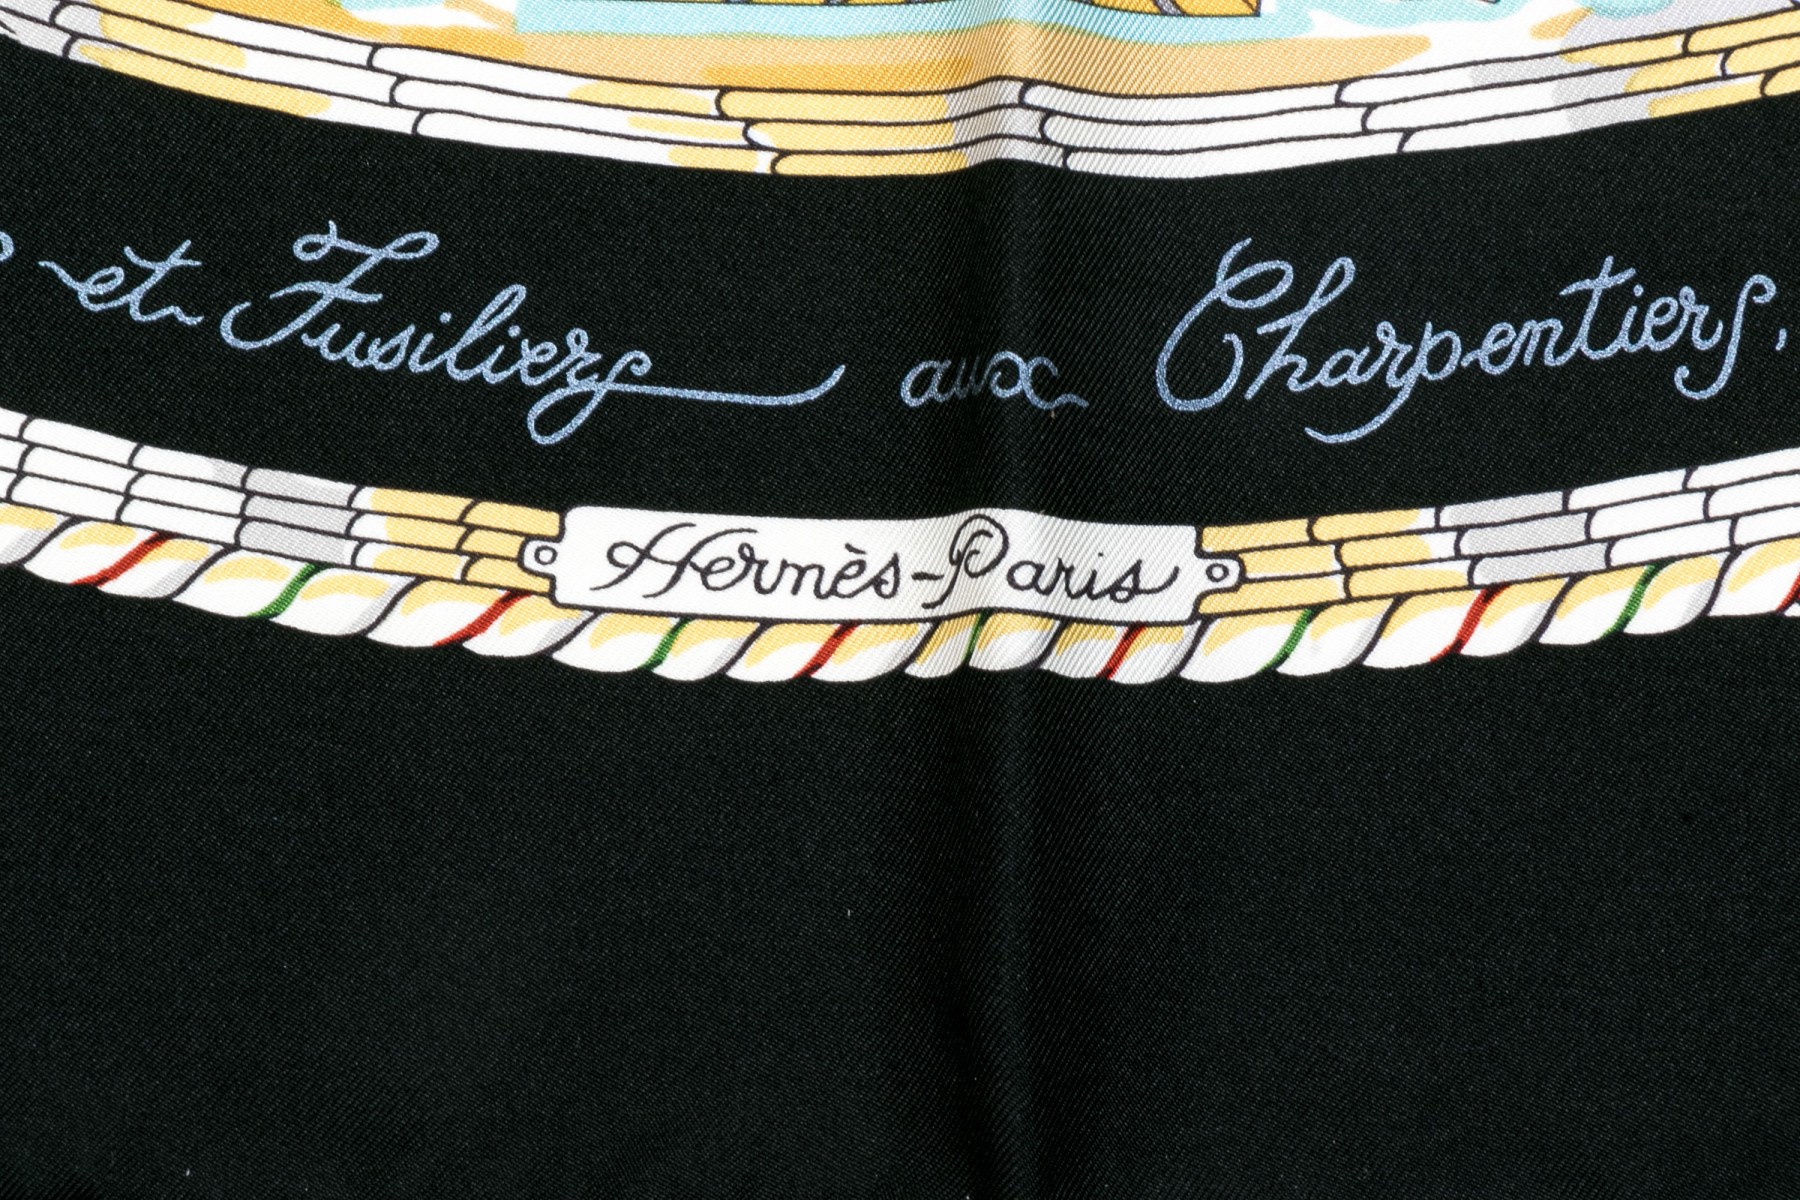 et Fusiliers aux Charpentiers,
Hermès-Paris